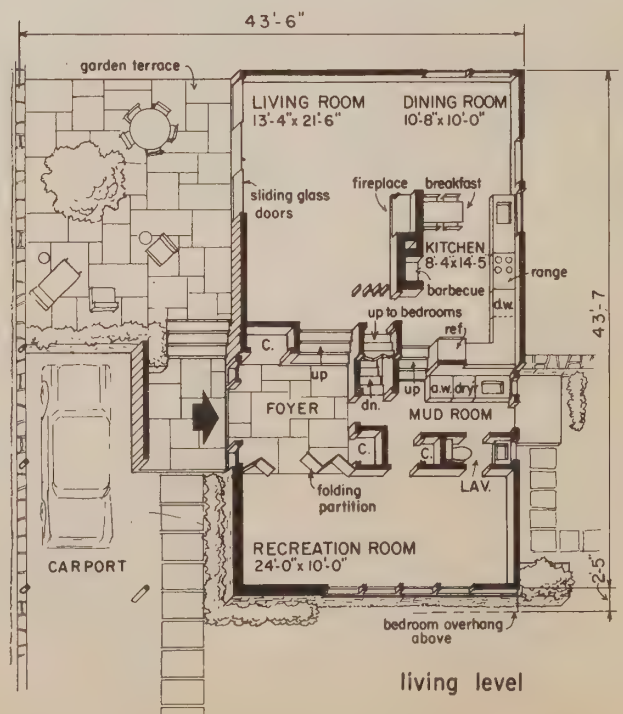 43'-6"
garden terrace
LIVING ROOM
13'-4"x 21'-6"
DINING ROOM
10'-8"x 10'-0"
sliding glass
doors
fireplace
breakfast
KITCHEN
8'-4x14'-5
range
barbecue
d.w.
43'-7
up to bedrooms
ref.
C.
up
dn.
up
a.w.
dry
FOYER
MUD ROOM
C.
C.
LAV.
folding
partition
RECREATION ROOM
24'-0"x 10'-0"
CARPORT
2'-5"
bedroom overhang
above
living level